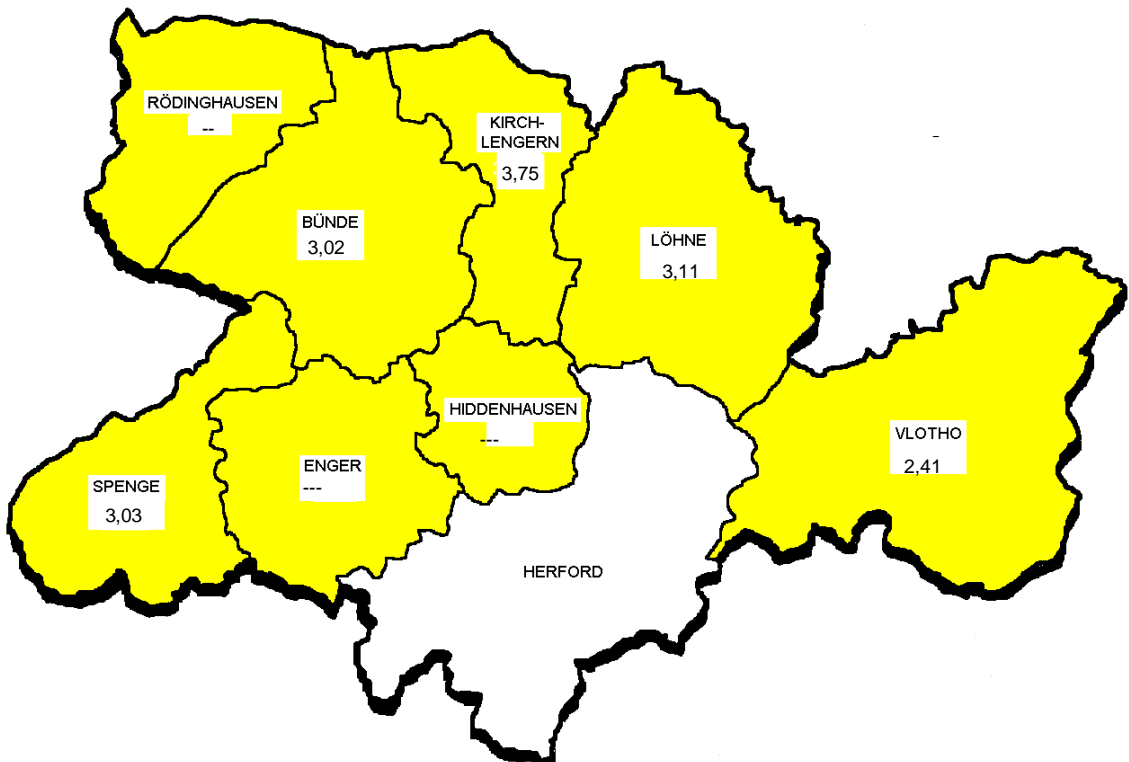 RÖDINGHAUSEN
--
KIRCH-
LENGERN
3,75
BÜNDE
3,02
LÖHNE
3,11
HIDDENHAUSEN
---
VLOTHO
2,41
ENGER
---
SPENGE
3,03
HERFORD